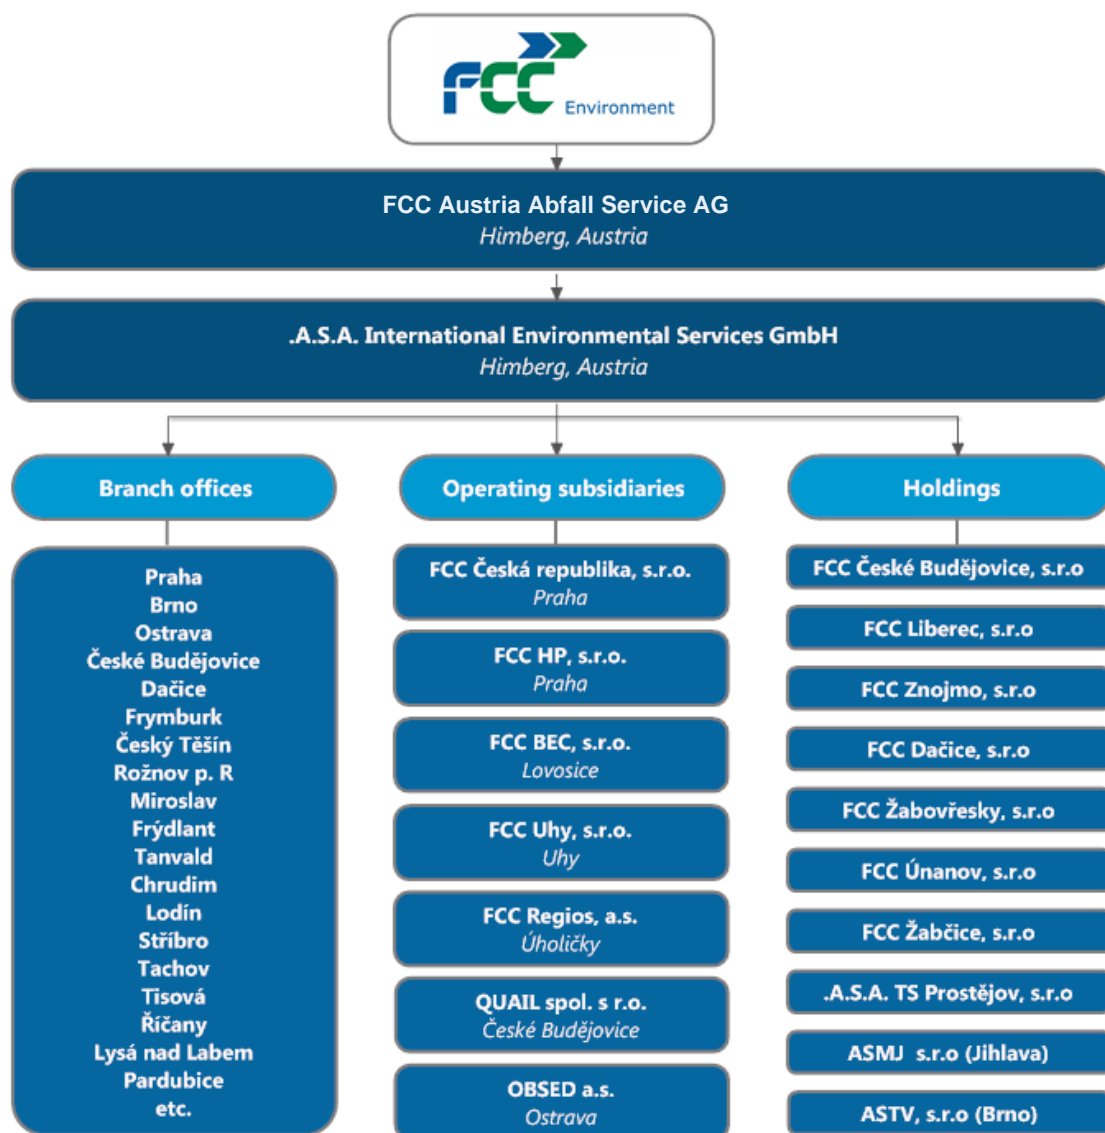 FCC
Environment
FCC Austria Abfall Service AG
Himberg, Austria
.A.S.A. International Environmental Services GmbH
Himberg, Austria
Branch offices
Praha
Brno
Ostrava
České Budějovice
Dačice
Frymburk
Český Těšín
Rožnov p. R
Miroslav
Frýdlant
Tanvald
Chrudim
Lodín
Stříbro
Tachov
Tisová
Říčany
Lysá nad Labem
Pardubice
etc.
Operating subsidiaries
FCC Česká republika, s.r.o.
Praha
FCC HP, s.r.o.
Praha
FCC BEC, s.r.o.
Lovosice
FCC Uhy, s.r.o.
Uhy
FCC Regios, a.s.
Úholičky
QUAIL spol. s r.o.
České Budějovice
OBSED a.s.
Ostrava
Holdings
FCC České Budějovice, s.r.o
FCC Liberec, s.r.o
FCC Znojmo, s.r.o
FCC Dačice, s.r.o
FCC Žabovřesky, s.r.o
FCC Únanov, s.r.o
FCC Žabčice, s.r.o
.A.S.A. TS Prostějov, s.r.o
ASMJ s.r.o (Jihlava)
ASTV, s.r.o (Brno)